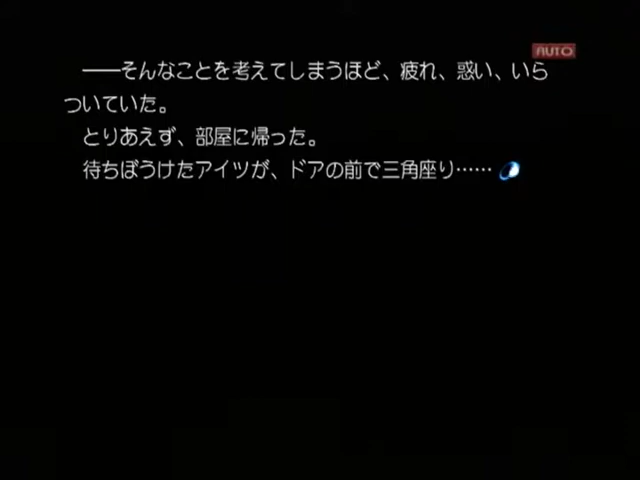 AUTO
――そんなことを考えてしまうほど、疲れ、惑い、いら
ついていた。
とりあえず、部屋に帰った。
待ちぼうけたアイツが、ドアの前で三角座り……